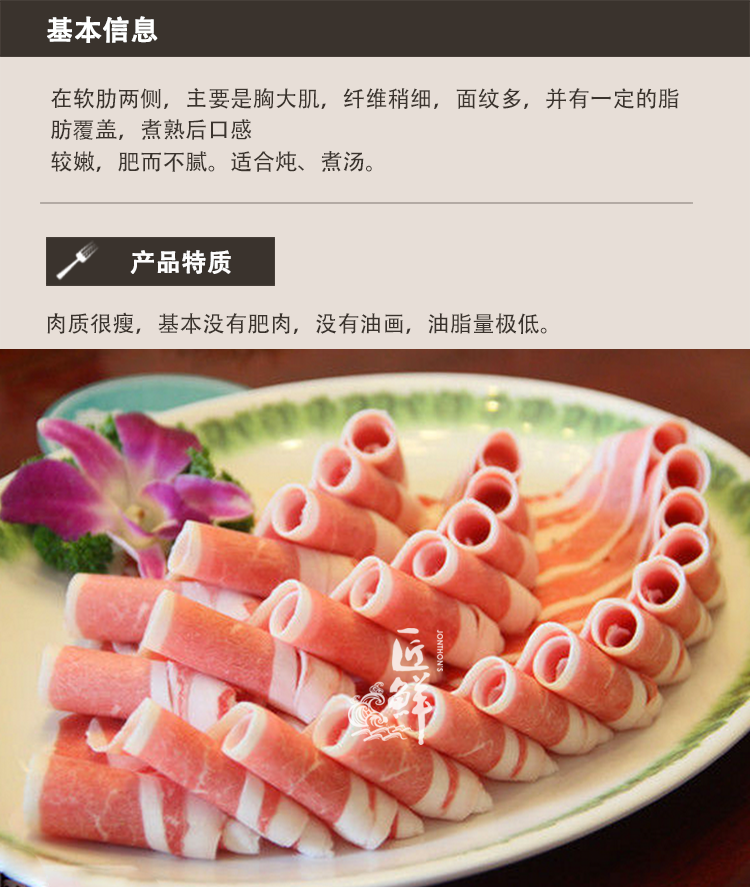 基本信息
在软肋两侧，主要是胸大肌，纤维稍细，面纹多，并有一定的脂
肪覆盖，煮熟后口感
较嫩，肥而不腻。适合炖、煮汤。
产品特质
肉质很瘦，基本没有肥肉，没有油画，油脂量极低。
匠鲜
JONTHON'S